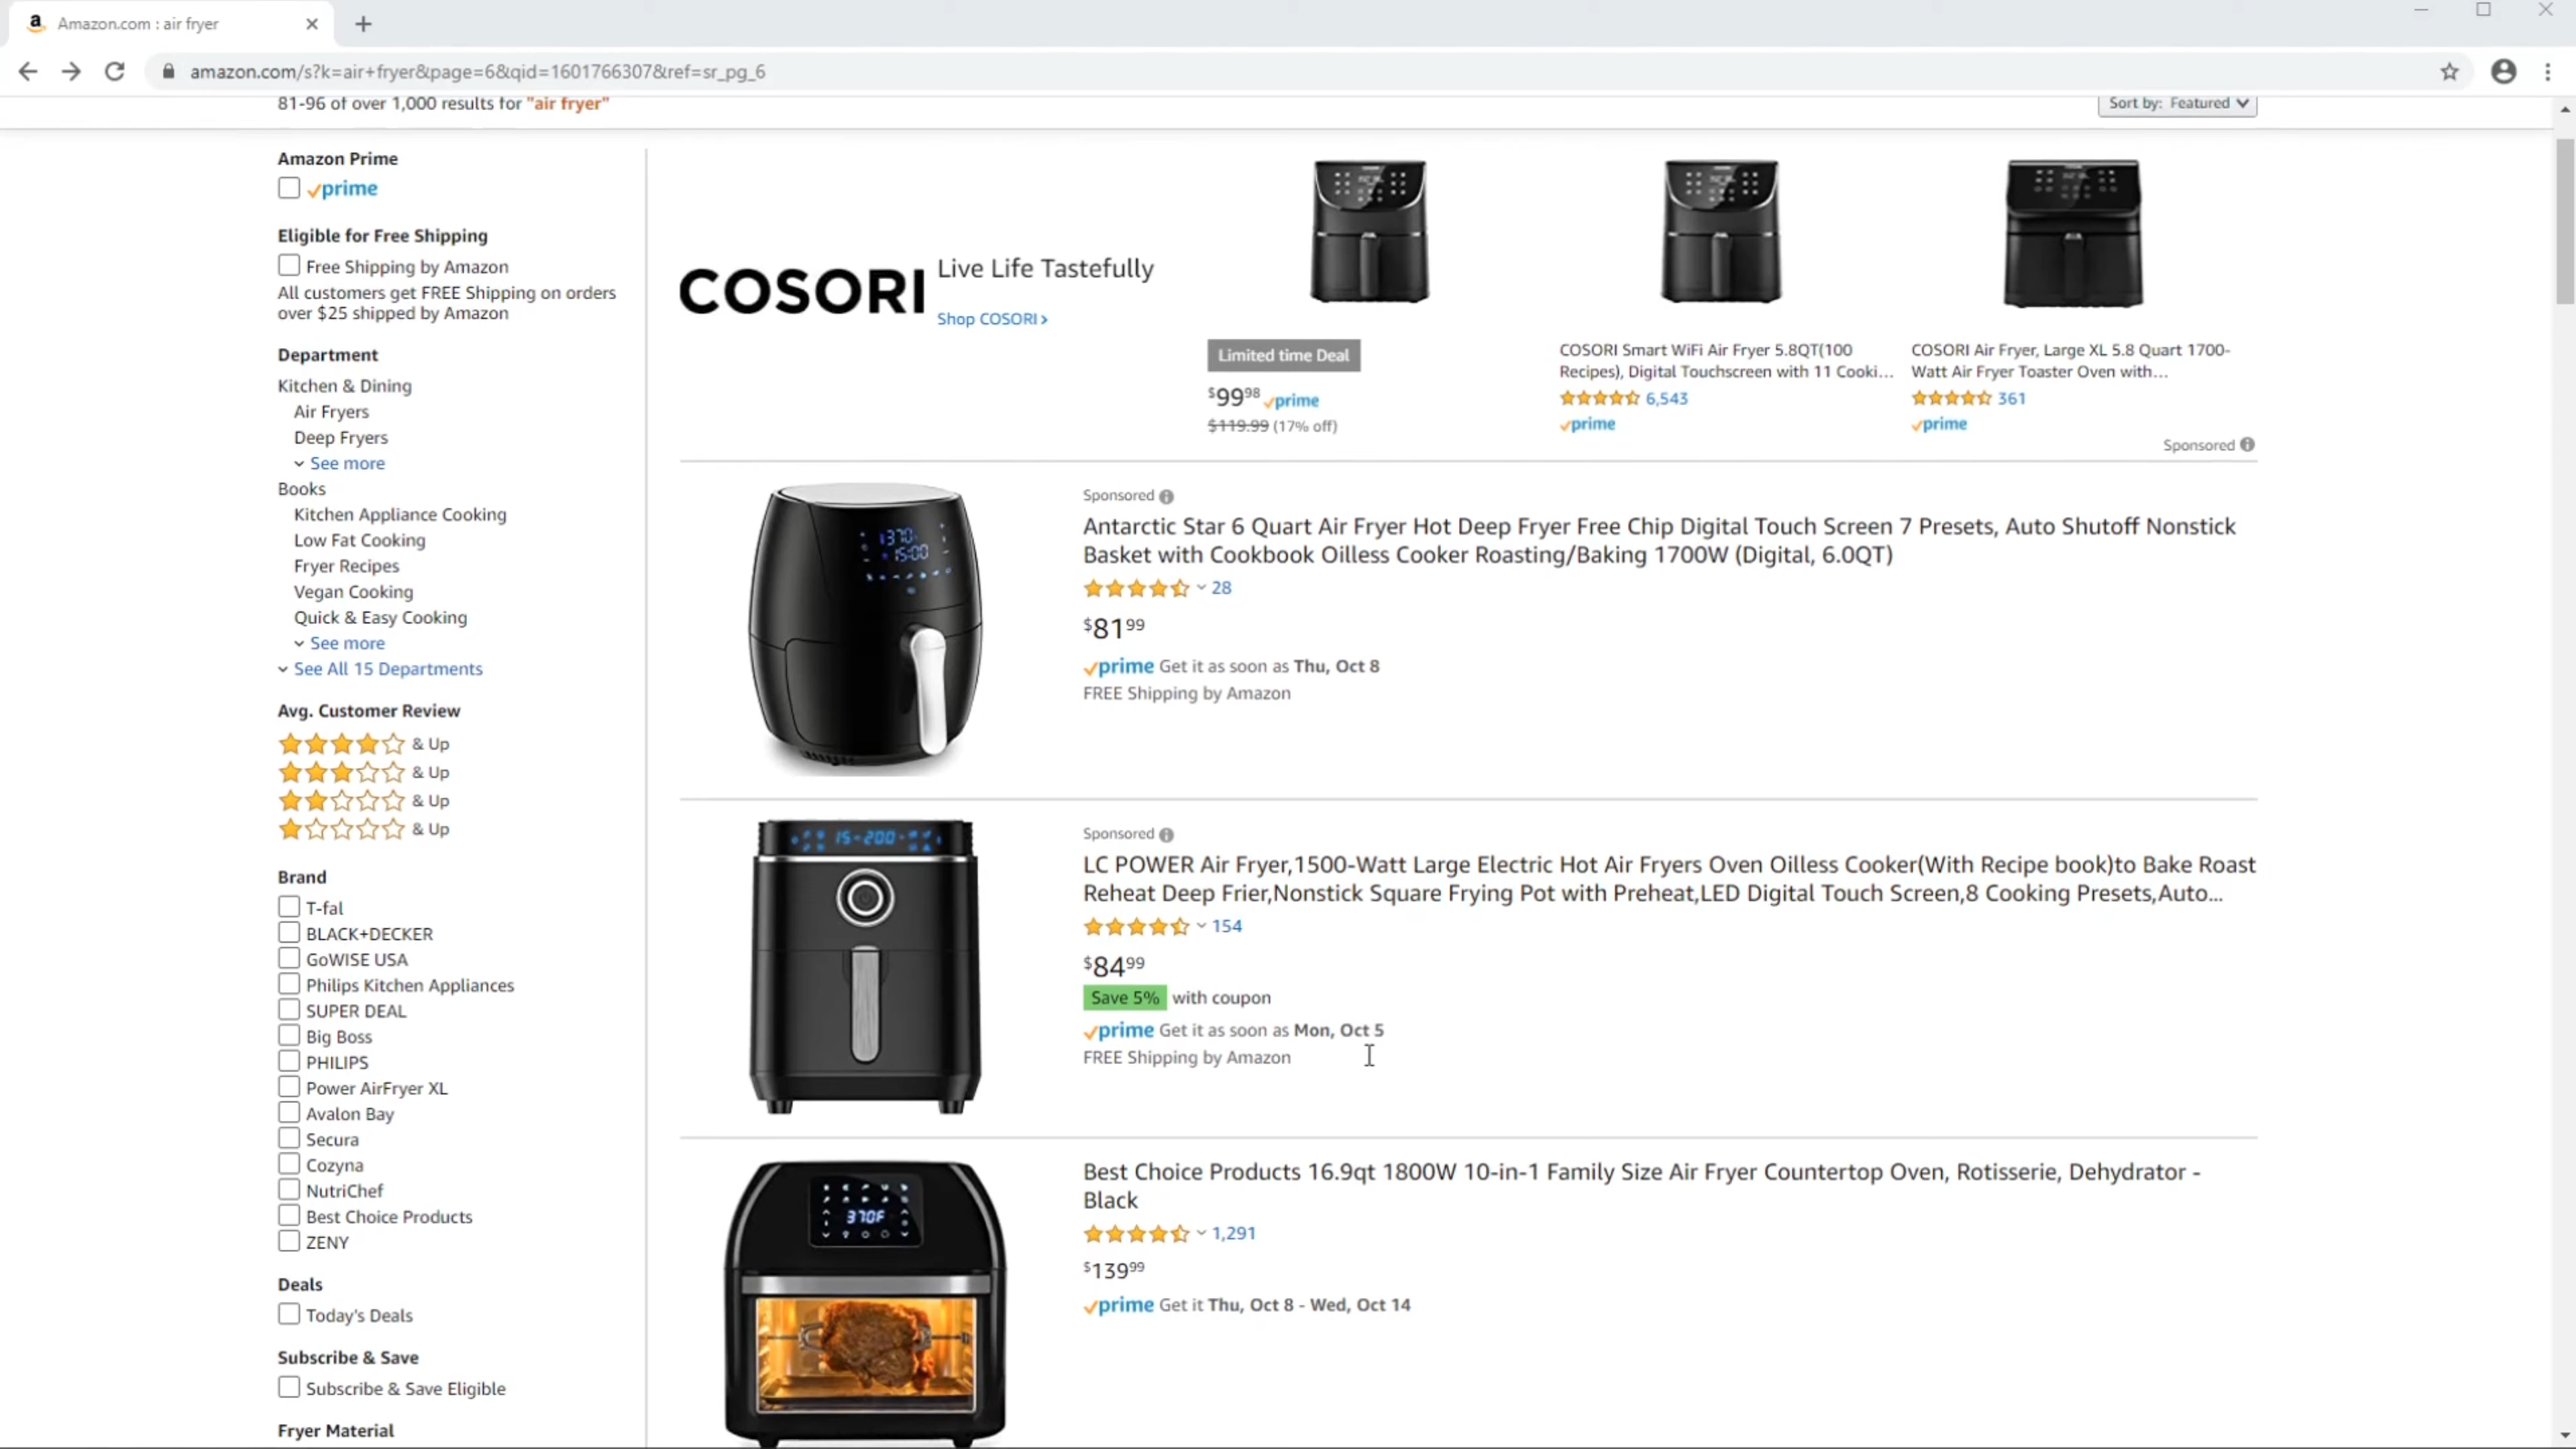 Amazon.com : air fryer
amazon.com/s?k=air+fryer&page=6&qid=1601766307&ref=sr_pg_6
81-96 of over 1,000 results for "air fryer"
Sort by: Featured
Amazon Prime
prime
Eligible for Free Shipping
Free Shipping by Amazon
All customers get FREE Shipping on orders
over $25 shipped by Amazon
Department
Kitchen & Dining
Air Fryers
Deep Fryers
See more
Books
Kitchen Appliance Cooking
Low Fat Cooking
Fryer Recipes
Vegan Cooking
Quick & Easy Cooking
See more
See All 15 Departments
Avg. Customer Review
& Up
& Up
& Up
& Up
Brand
T-fal
BLACK+DECKER
GoWISE USA
Philips Kitchen Appliances
SUPER DEAL
Big Boss
PHILIPS
Power AirFryer XL
Avalon Bay
Secura
Cozyna
NutriChef
Best Choice Products
ZENY
Deals
Today's Deals
Subscribe & Save
Subscribe & Save Eligible
Fryer Material
COSORI
Live Life Tastefully
Shop COSORI ›
Limited time Deal
$99.98 prime
$119.99 (17% off)
COSORI Smart WiFi Air Fryer 5.8QT(100
Recipes), Digital Touchscreen with 11 Cooki...
6,543
prime
COSORI Air Fryer, Large XL 5.8 Quart 1700-
Watt Air Fryer Toaster Oven with...
361
prime
Sponsored
370
15:00
Sponsored
Antarctic Star 6 Quart Air Fryer Hot Deep Fryer Free Chip Digital Touch Screen 7 Presets, Auto Shutoff Nonstick
Basket with Cookbook Oilless Cooker Roasting/Baking 1700W (Digital, 6.0QT)
28
$81.99
prime Get it as soon as Thu, Oct 8
FREE Shipping by Amazon
15-200
Sponsored
LC POWER Air Fryer,1500-Watt Large Electric Hot Air Fryers Oven Oilless Cooker(With Recipe book)to Bake Roast
Reheat Deep Frier,Nonstick Square Frying Pot with Preheat,LED Digital Touch Screen,8 Cooking Presets,Auto...
154
$84.99
Save 5% with coupon
prime Get it as soon as Mon, Oct 5
FREE Shipping by Amazon
370F
Best Choice Products 16.9qt 1800W 10-in-1 Family Size Air Fryer Countertop Oven, Rotisserie, Dehydrator -
Black
1,291
$139.99
prime Get it Thu, Oct 8 - Wed, Oct 14